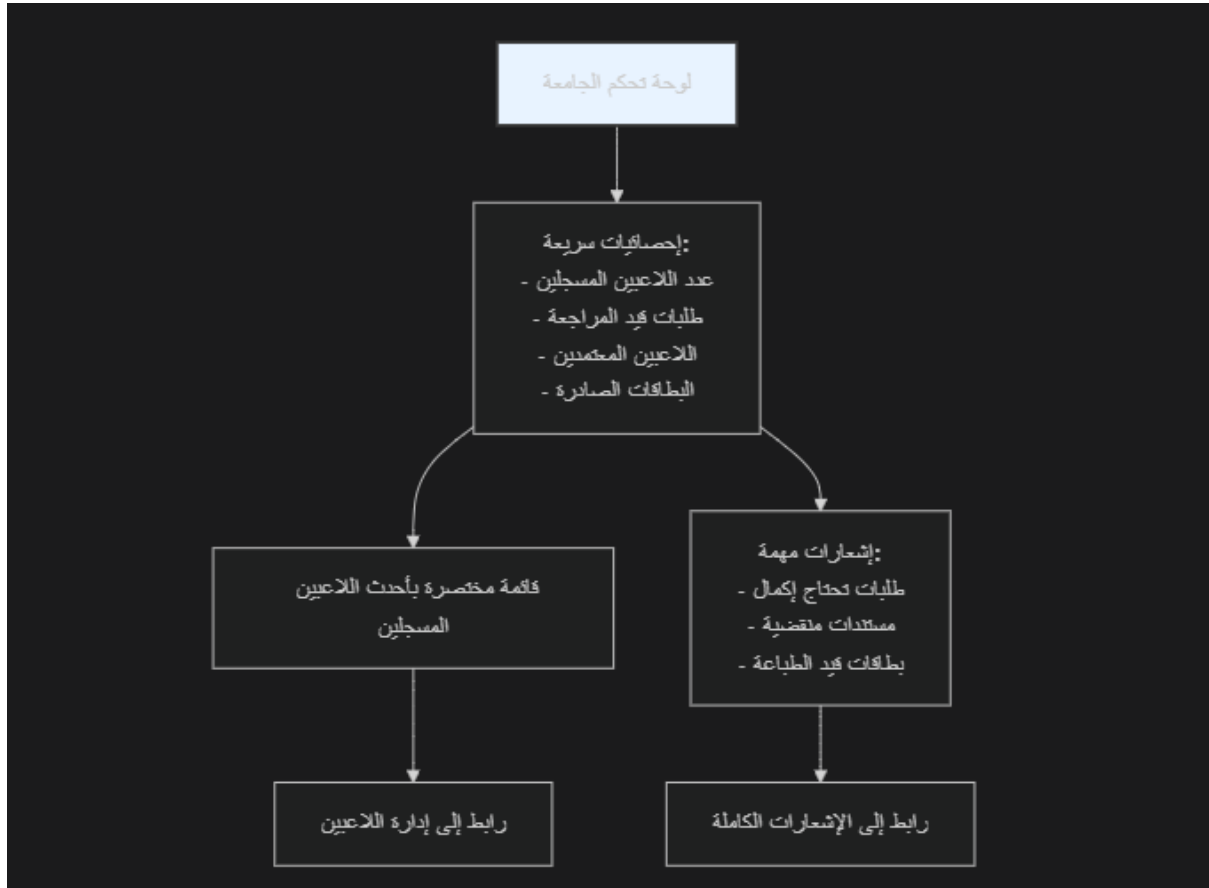 لوحة تحكم الجامعة
إحصائيات سريعة:
- عدد اللاعبين المسجلين
- طلبات قيد المراجعة
- اللاعبين المعتمدين
- البطاقات الصادرة
قائمة مختصرة بأحدث اللاعبين
المسجلين
إشعارات مهمة:
- طلبات تحتاج إكمال
- مستندات منقضية
- بطاقات قيد الطباعة
رابط إلى إدارة اللاعبين
رابط إلى الإشعارات الكاملة